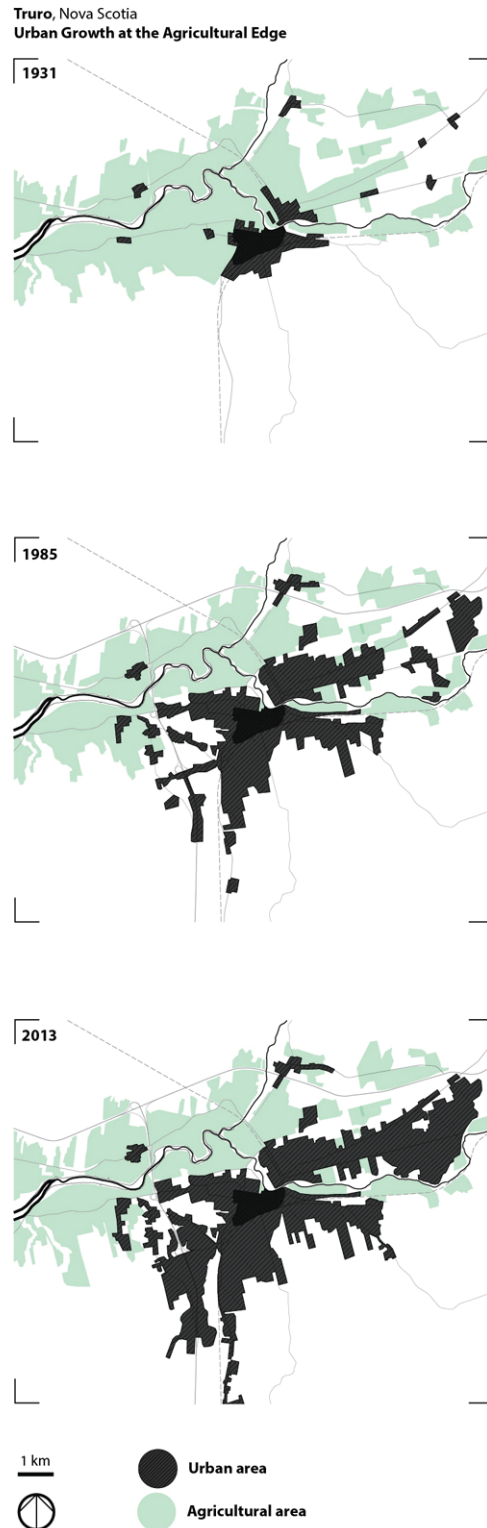 Truro, Nova Scotia
Urban Growth at the Agricultural Edge
1931
1985
2013
1 km
Urban area
Agricultural area